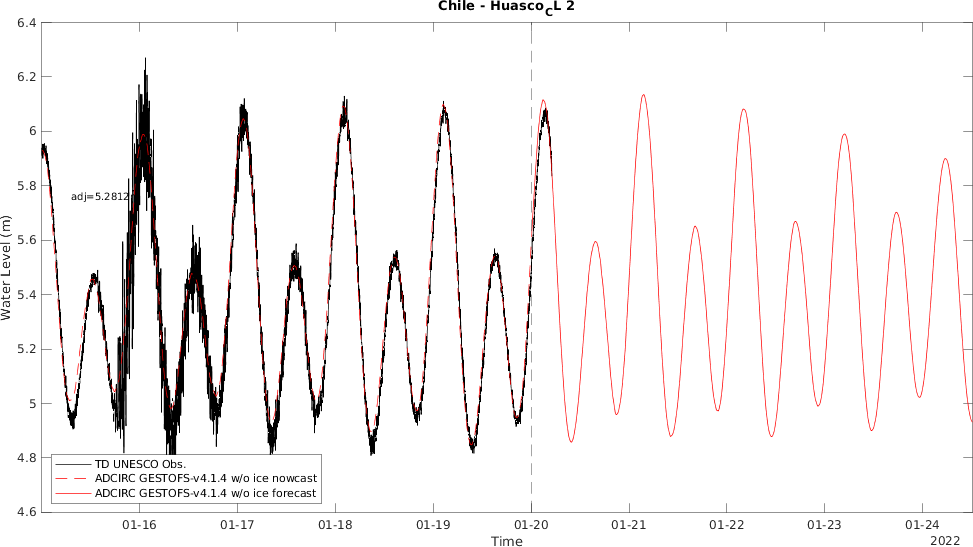 Chile - Huasco_CL 2
6.4
6.2
6
5.8
5.6
5.4
5.2
5
4.8
4.6
Water Level (m)
adj=5.2812
TD UNESCO Obs.
ADCIRC GESTOFS-v4.1.4 w/o ice nowcast
ADCIRC GESTOFS-v4.1.4 w/o ice forecast
01-16 01-17 01-18 01-19 01-20 01-21 01-22 01-23 01-24
Time
2022